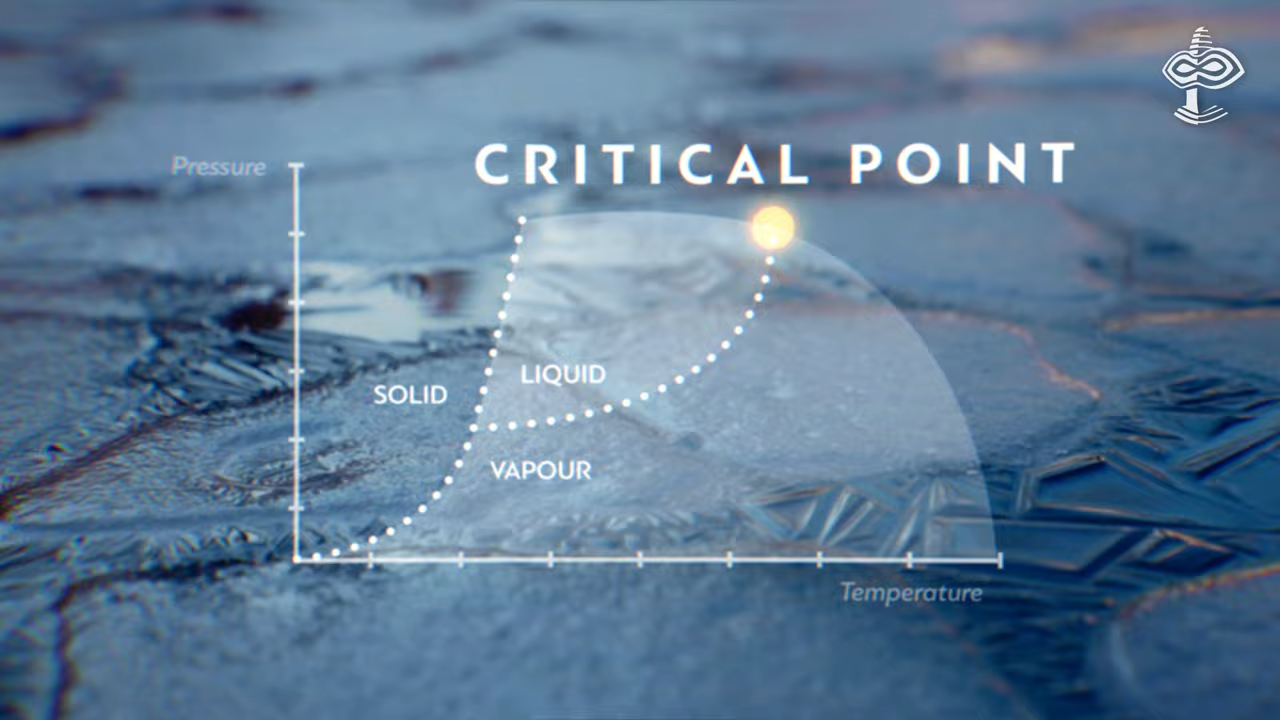 CRITICAL POINT
Pressure
LIQUID
SOLID
VAPOUR
Temperature